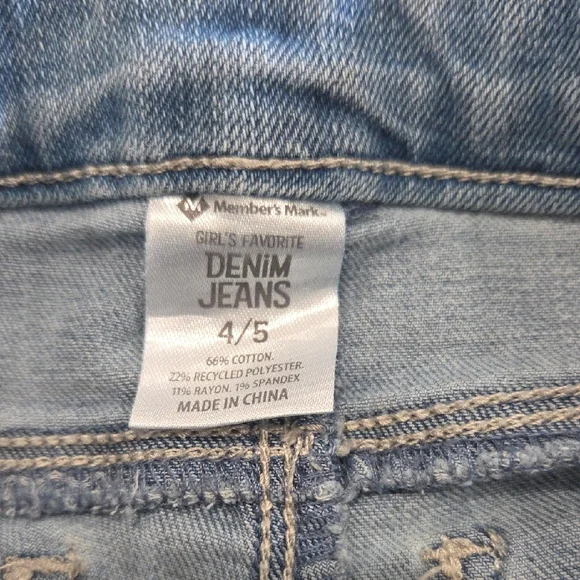 Member's Mark™
GIRL'S FAVORITE
DENiM
JEANS
4/5
66% COTTON.
22% RECYCLED POLYESTER.
11% RAYON. 1% SPANDEX
MADE IN CHINA